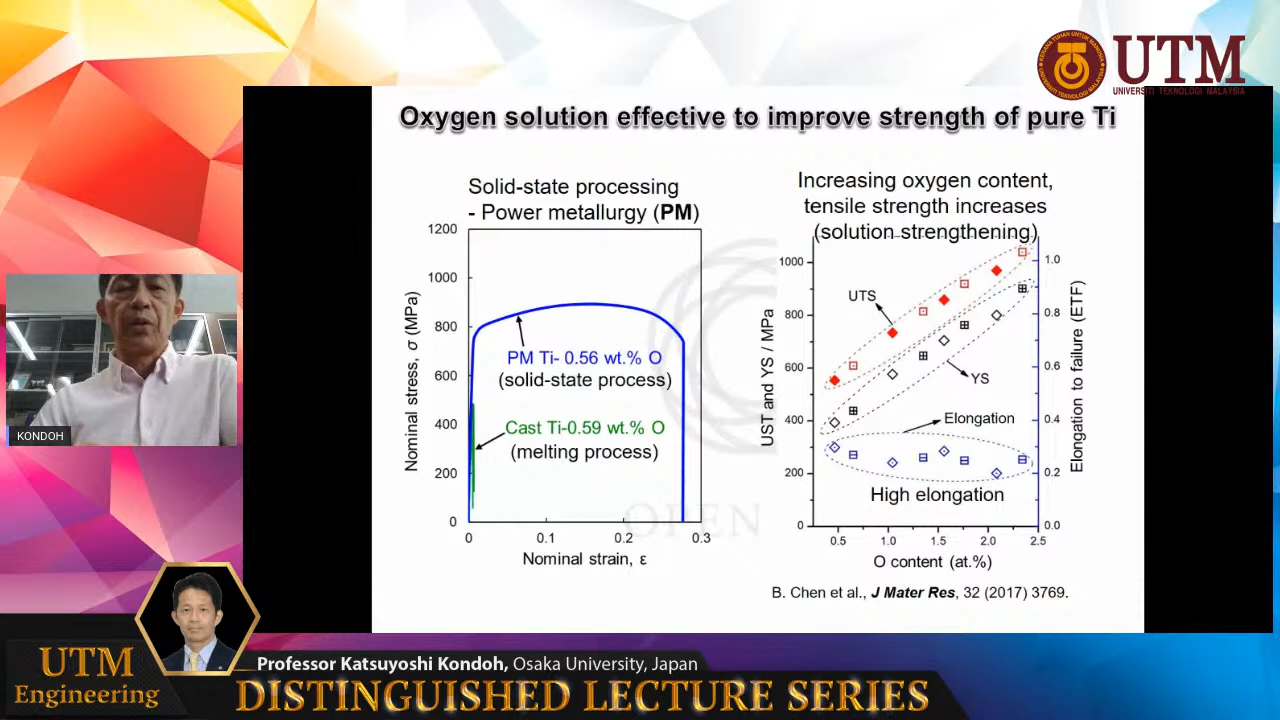 UTM
UNIVERSITI TEKNOLOGI MALAYSIA
Oxygen solution effective to improve strength of pure Ti
Solid-state processing
- Power metallurgy (PM)
1200
1000
800
600
400
200
0
Nominal stress, σ (MPa)
PM Ti- 0.56 wt.% O
(solid-state process)
Cast Ti-0.59 wt.% O
(melting process)
0
0.1
0.2
0.3
Nominal strain, ε
Increasing oxygen content,
tensile strength increases
(solution strengthening)
1000
800
600
400
200
0
UST and YS / MPa
UTS
YS
Elongation
High elongation
1.0
0.8
0.6
0.4
0.2
0.0
Elongation to failure (ETF)
0.5
1.0
1.5
2.0
2.5
O content (at.%)
OPEN
B. Chen et al., J Mater Res, 32 (2017) 3769.
KONDOH
UTM
Engineering
Professor Katsuyoshi Kondoh, Osaka University, Japan
DISTINGUISHED LECTURE SERIES